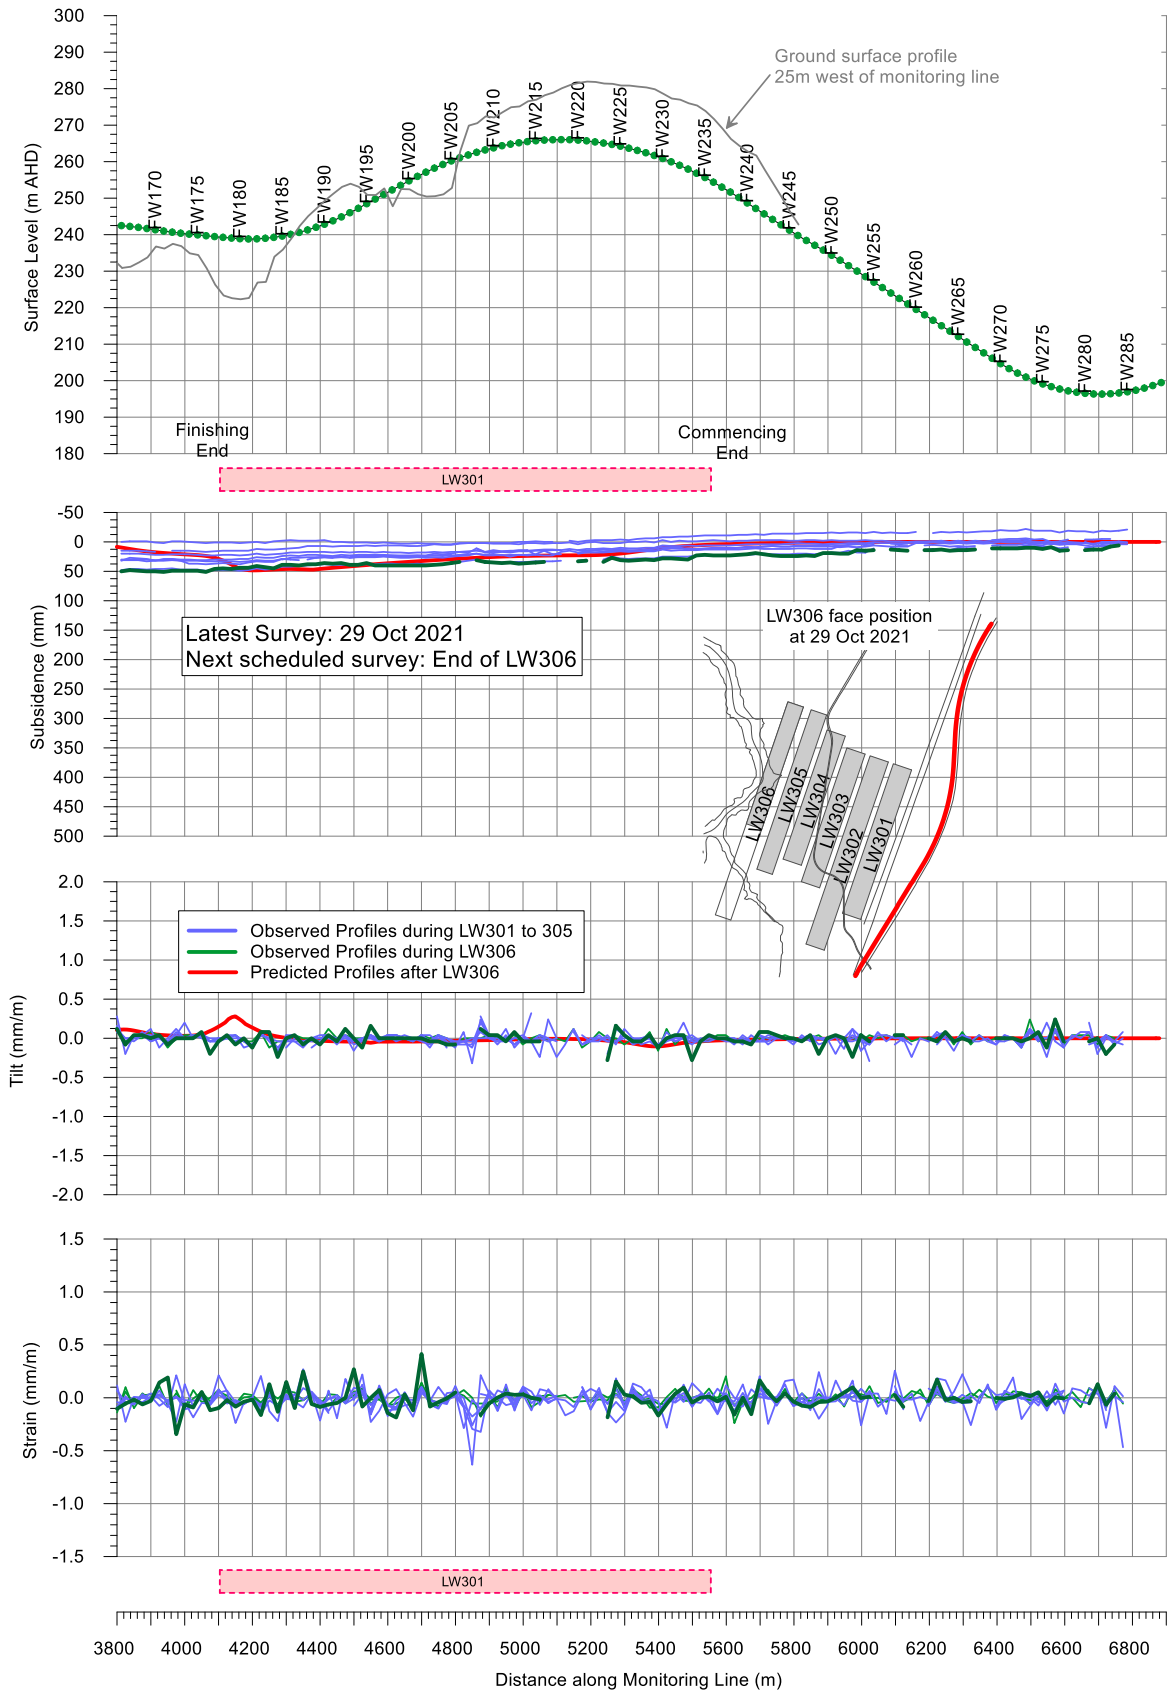 300
290
280
270
260
250
240
230
220
210
200
190
180
Surface Level (m AHD)
Ground surface profile
25m west of monitoring line
FW170
FW175
FW180
FW185
FW190
FW195
FW200
FW205
FW210
FW215
FW220
FW225
FW230
FW235
FW240
FW245
FW250
FW255
FW260
FW265
FW270
FW275
FW280
FW285
Finishing
End
Commencing
End
LW301
-50
0
50
100
150
200
250
300
350
400
450
500
Subsidence (mm)
Latest Survey: 29 Oct 2021
Next scheduled survey: End of LW306
LW306 face position
at 29 Oct 2021
LW306
LW305
LW304
LW303
LW302
LW301
2.0
1.5
1.0
0.5
0.0
-0.5
-1.0
-1.5
-2.0
Tilt (mm/m)
Observed Profiles during LW301 to 305
Observed Profiles during LW306
Predicted Profiles after LW306
1.5
1.0
0.5
0.0
-0.5
-1.0
-1.5
Strain (mm/m)
LW301
3800 4000 4200 4400 4600 4800 5000 5200 5400 5600 5800 6000 6200 6400 6600 6800
Distance along Monitoring Line (m)